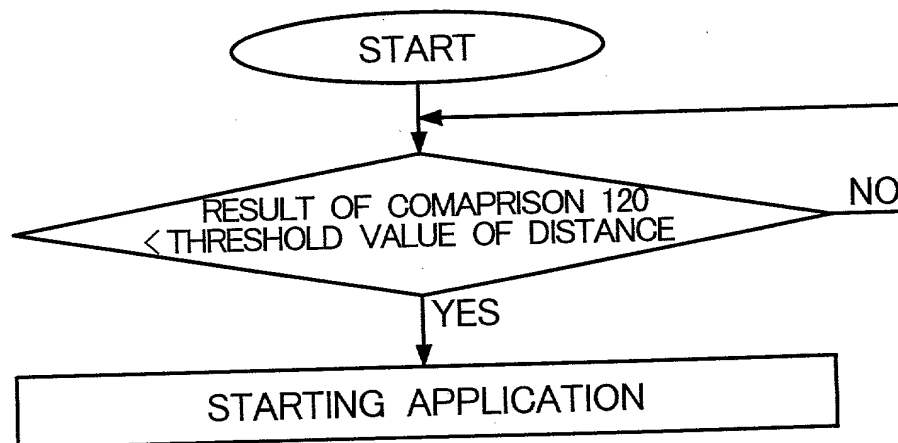 START
RESULT OF COMAPRISON 120
NO
< THRESHOLD VALUE OF DISTANCE
YES
STARTING APPLICATION